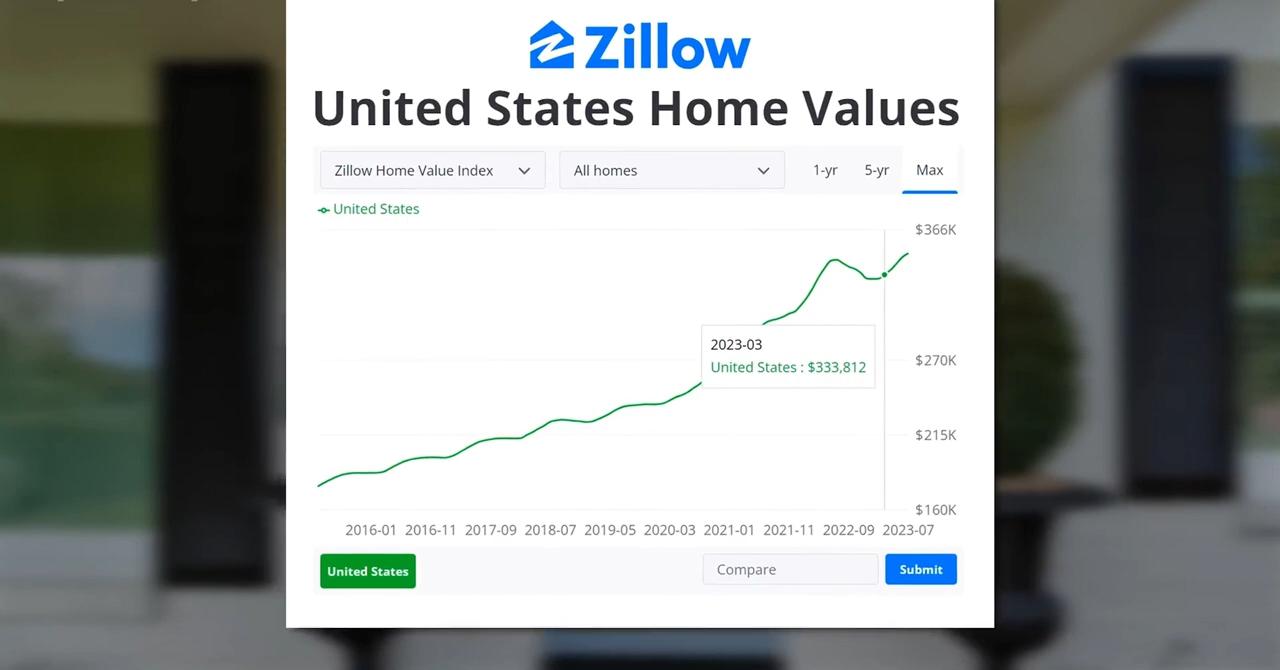 Zillow
United States Home Values
Zillow Home Value Index
All homes
1-yr
5-yr
Max
United States
$366K
2023-03
United States : $333,812
$270K
$215K
$160K
2016-01 2016-11 2017-09 2018-07 2019-05 2020-03 2021-01 2021-11 2022-09 2023-07
United States
Compare
Submit